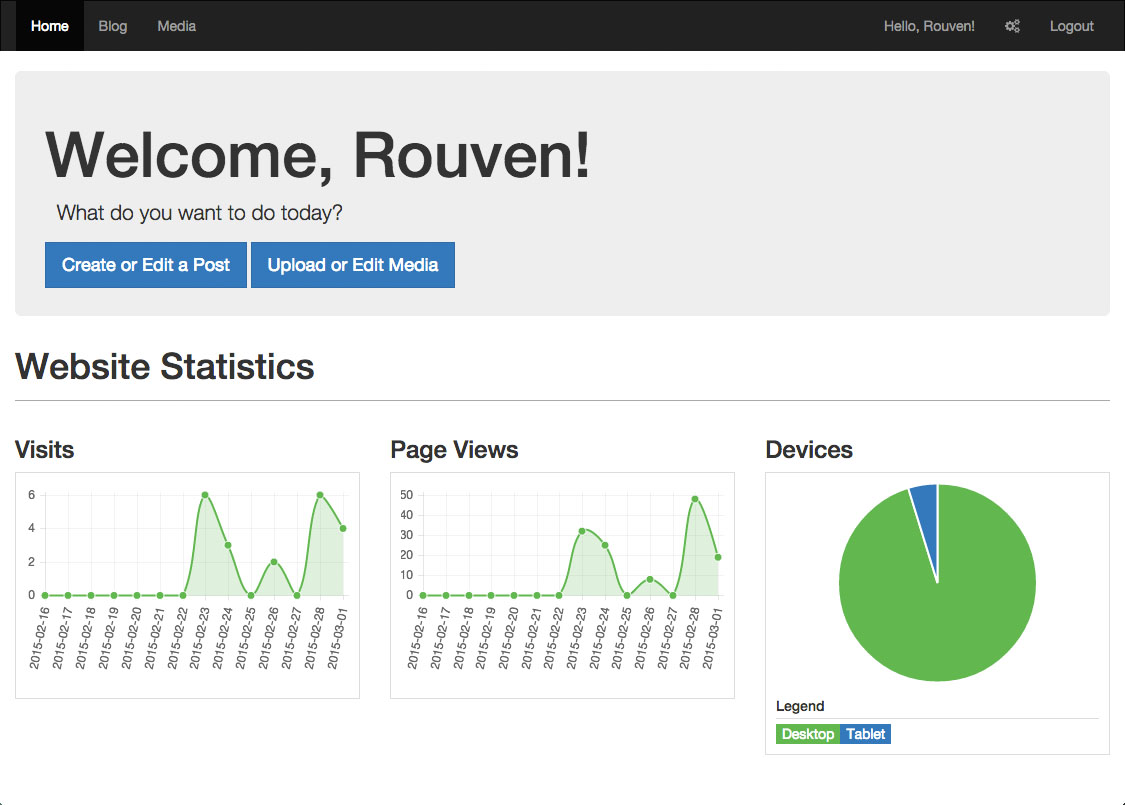 Home Blog Media Hello, Rouven! Logout
Welcome, Rouven!
What do you want to do today?
Create or Edit a Post Upload or Edit Media
Website Statistics
Visits
6
4
2
0
2015-02-16 2015-02-17 2015-02-18 2015-02-19 2015-02-20 2015-02-21 2015-02-22 2015-02-23 2015-02-24 2015-02-25 2015-02-26 2015-02-27 2015-02-28 2015-03-01
Page Views
50
40
30
20
10
0
2015-02-16 2015-02-17 2015-02-18 2015-02-19 2015-02-20 2015-02-21 2015-02-22 2015-02-23 2015-02-24 2015-02-25 2015-02-26 2015-02-27 2015-02-28 2015-03-01
Devices
Legend
Desktop Tablet